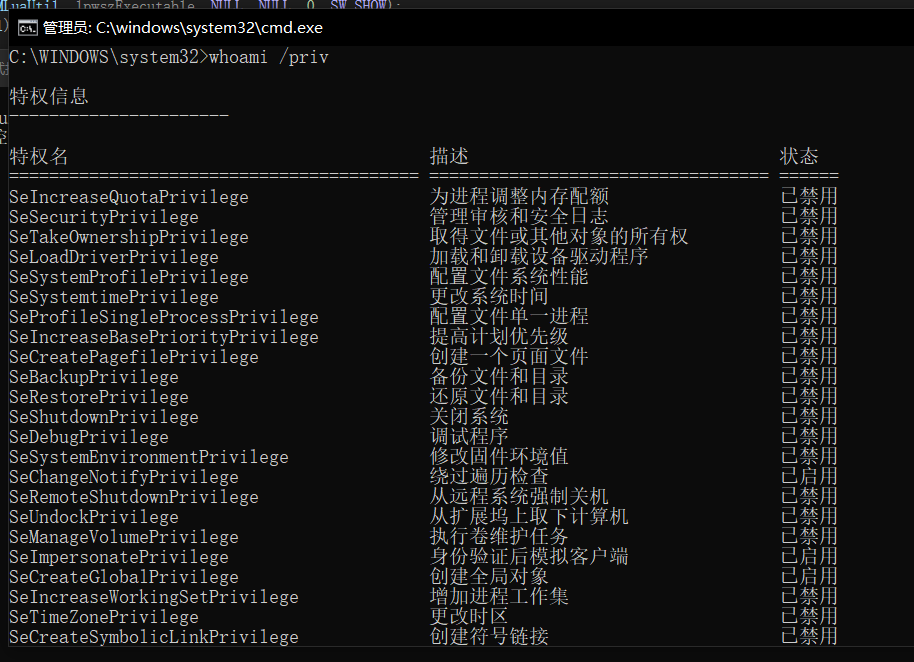 lpwszExecutable, NULL, NULL, 0, SW_SHOW);
管理员: C:\windows\system32\cmd.exe
C:\WINDOWS\system32>whoami /priv
特权信息
----------------------
特权名 描述 状态
========================================= ================================== ======
SeIncreaseQuotaPrivilege 为进程调整内存配额 已禁用
SeSecurityPrivilege 管理审核和安全日志 已禁用
SeTakeOwnershipPrivilege 取得文件或其他对象的所有权 已禁用
SeLoadDriverPrivilege 加载和卸载设备驱动程序 已禁用
SeSystemProfilePrivilege 配置文件系统性能 已禁用
SeSystemtimePrivilege 更改系统时间 已禁用
SeProfileSingleProcessPrivilege 配置文件单一进程 已禁用
SeIncreaseBasePriorityPrivilege 提高计划优先级 已禁用
SeCreatePagefilePrivilege 创建一个页面文件 已禁用
SeBackupPrivilege 备份文件和目录 已禁用
SeRestorePrivilege 还原文件和目录 已禁用
SeShutdownPrivilege 关闭系统 已禁用
SeDebugPrivilege 调试程序 已禁用
SeSystemEnvironmentPrivilege 修改固件环境值 已禁用
SeChangeNotifyPrivilege 绕过遍历检查 已启用
SeRemoteShutdownPrivilege 从远程系统强制关机 已禁用
SeUndockPrivilege 从扩展坞上取下计算机 已禁用
SeManageVolumePrivilege 执行卷维护任务 已禁用
SeImpersonatePrivilege 身份验证后模拟客户端 已启用
SeCreateGlobalPrivilege 创建全局对象 已启用
SeIncreaseWorkingSetPrivilege 增加进程工作集 已禁用
SeTimeZonePrivilege 更改时区 已禁用
SeCreateSymbolicLinkPrivilege 创建符号链接 已禁用